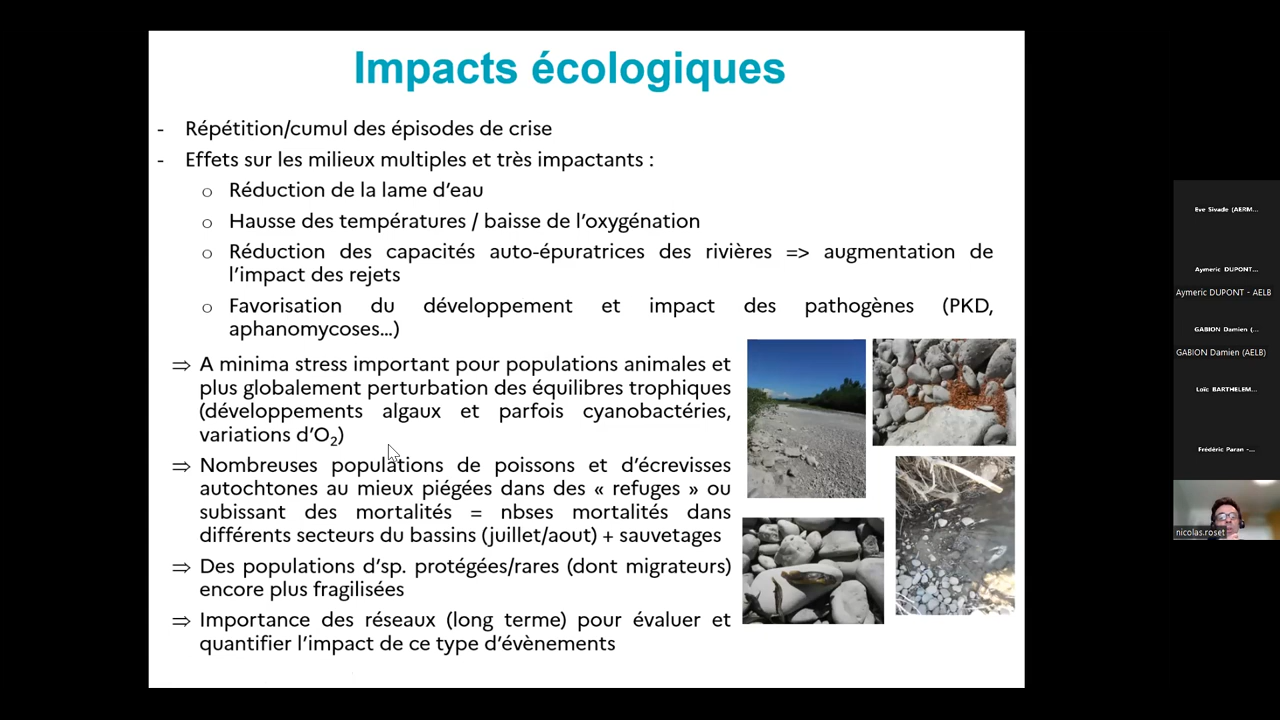 Impacts écologiques
- Répétition/cumul des épisodes de crise
- Effets sur les milieux multiples et très impactants :
o Réduction de la lame d'eau
o Hausse des températures / baisse de l'oxygénation
o Réduction des capacités auto-épuratrices des rivières => augmentation de
l'impact des rejets
o Favorisation du développement et impact des pathogènes (PKD,
aphanomycoses…)
⇒ A minima stress important pour populations animales et
plus globalement perturbation des équilibres trophiques
(développements algaux et parfois cyanobactéries,
variations d'O₂)
⇒ Nombreuses populations de poissons et d'écrevisses
autochtones au mieux piégées dans des « refuges » ou
subissant des mortalités = nbses mortalités dans
différents secteurs du bassins (juillet/aout) + sauvetages
⇒ Des populations d'sp. protégées/rares (dont migrateurs)
encore plus fragilisées
⇒ Importance des réseaux (long terme) pour évaluer et
quantifier l'impact de ce type d'évènements
Eve Sivade (AERM...
Aymeric DUPONT...
Aymeric DUPONT - AELB
GABION Damien (...
GABION Damien (AELB)
Loïc BARTHELEM...
Frédéric Paran -...
nicolas.roset